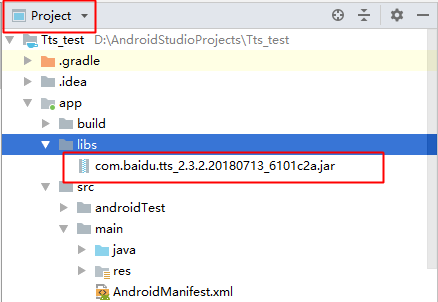 Project
Tts_test D:\AndroidStudioProjects\Tts_test
.gradle
.idea
app
build
libs
com.baidu.tts_2.3.2.20180713_6101c2a.jar
src
androidTest
main
java
res
AndroidManifest.xml